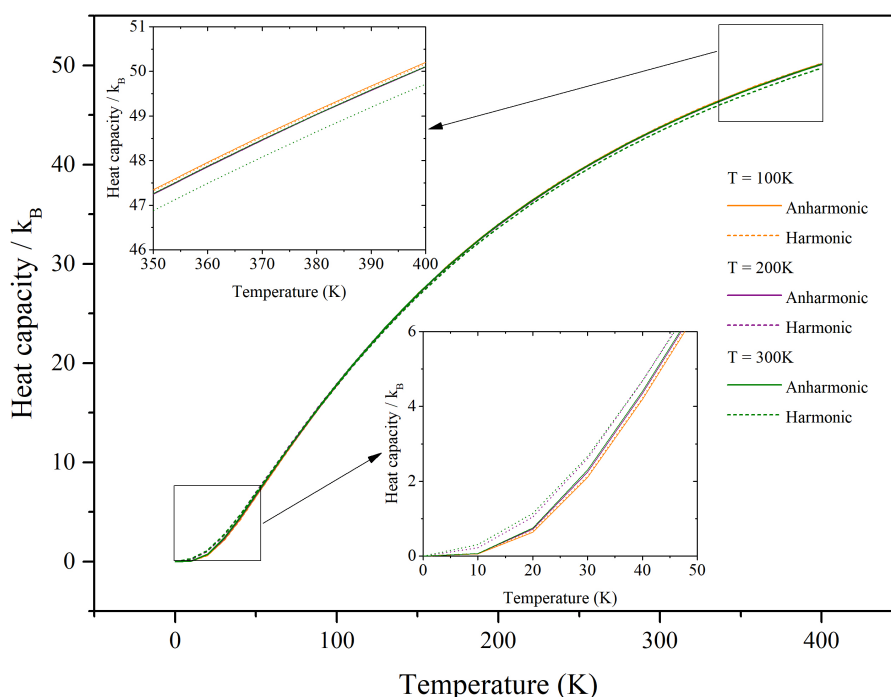 Heat capacity / k_B
50
40
30
20
10
0
0
100
200
300
400
Temperature (K)
Heat capacity / k_B
51
50
49
48
47
46
350
360
370
380
390
400
Temperature (K)
T = 100K
Anharmonic
Harmonic
T = 200K
Anharmonic
Harmonic
T = 300K
Anharmonic
Harmonic
Heat capacity / k_B
6
4
2
0
0
10
20
30
40
50
Temperature (K)